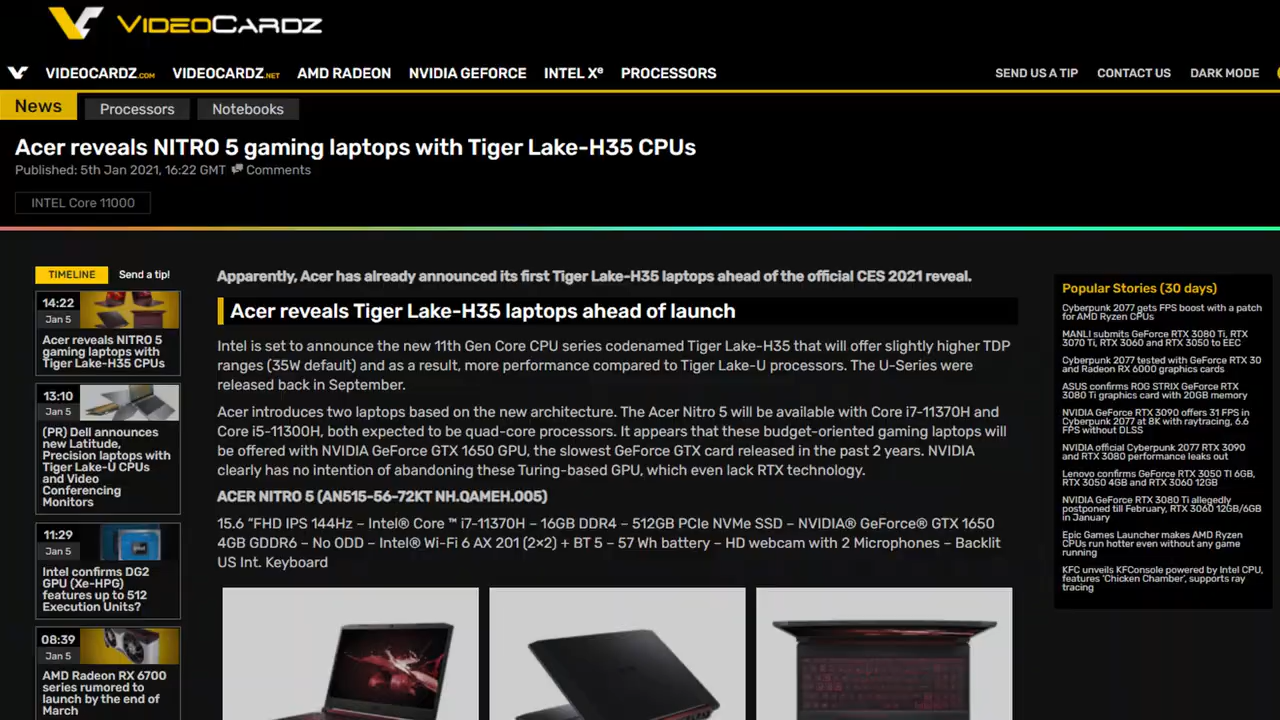 VIDEOCARDZ
VIDEOCARDZ.COM VIDEOCARDZ.NET AMD RADEON NVIDIA GEFORCE INTEL Xe PROCESSORS SEND US A TIP CONTACT US DARK MODE
News Processors Notebooks
Acer reveals NITRO 5 gaming laptops with Tiger Lake-H35 CPUs
Published: 5th Jan 2021, 16:22 GMT Comments
INTEL Core 11000
TIMELINE Send a tip!
14:22
Jan 5
Acer reveals NITRO 5
gaming laptops with
Tiger Lake-H35 CPUs
13:10
Jan 5
(PR) Dell announces
new Latitude,
Precision laptops with
Tiger Lake-U CPUs
and Video
Conferencing
Monitors
11:29
Jan 5
intel
Intel confirms DG2
GPU (Xe-HPG)
features up to 512
Execution Units?
08:39
Jan 5
AMD Radeon RX 6700
series rumored to
launch by the end of
March
Apparently, Acer has already announced its first Tiger Lake-H35 laptops ahead of the official CES 2021 reveal.
Acer reveals Tiger Lake-H35 laptops ahead of launch
Intel is set to announce the new 11th Gen Core CPU series codenamed Tiger Lake-H35 that will offer slightly higher TDP
ranges (35W default) and as a result, more performance compared to Tiger Lake-U processors. The U-Series were
released back in September.
Acer introduces two laptops based on the new architecture. The Acer Nitro 5 will be available with Core i7-11370H and
Core i5-11300H, both expected to be quad-core processors. It appears that these budget-oriented gaming laptops will
be offered with NVIDIA GeForce GTX 1650 GPU, the slowest GeForce GTX card released in the past 2 years. NVIDIA
clearly has no intention of abandoning these Turing-based GPU, which even lack RTX technology.
ACER NITRO 5 (AN515-56-72KT NH.QAMEH.005)
15.6 "FHD IPS 144Hz – Intel® Core ™ i7-11370H – 16GB DDR4 – 512GB PCIe NVMe SSD – NVIDIA® GeForce® GTX 1650
4GB GDDR6 – No ODD – Intel® Wi-Fi 6 AX 201 (2×2) + BT 5 – 57 Wh battery – HD webcam with 2 Microphones – Backlit
US Int. Keyboard
Popular Stories (30 days)
Cyberpunk 2077 gets FPS boost with a patch
for AMD Ryzen CPUs
MANLI submits GeForce RTX 3080 Ti, RTX
3070 Ti, RTX 3060 and RTX 3050 to EEC
Cyberpunk 2077 tested with GeForce RTX 30
and Radeon RX 6000 graphics cards
ASUS confirms ROG STRIX GeForce RTX
3080 Ti graphics card with 20GB memory
NVIDIA GeForce RTX 3090 offers 31 FPS in
Cyberpunk 2077 at 8K with raytracing, 6.6
FPS without DLSS
NVIDIA official Cyberpunk 2077 RTX 3090
and RTX 3080 performance leaks out
Lenovo confirms GeForce RTX 3050 TI 6GB,
RTX 3050 4GB and RTX 3060 12GB
NVIDIA GeForce RTX 3080 Ti allegedly
postponed till February, RTX 3060 12GB/6GB
in January
Epic Games Launcher makes AMD Ryzen
CPUs run hotter even without any game
running
KFC unveils KFConsole powered by Intel CPU,
features 'Chicken Chamber', supports ray
tracing